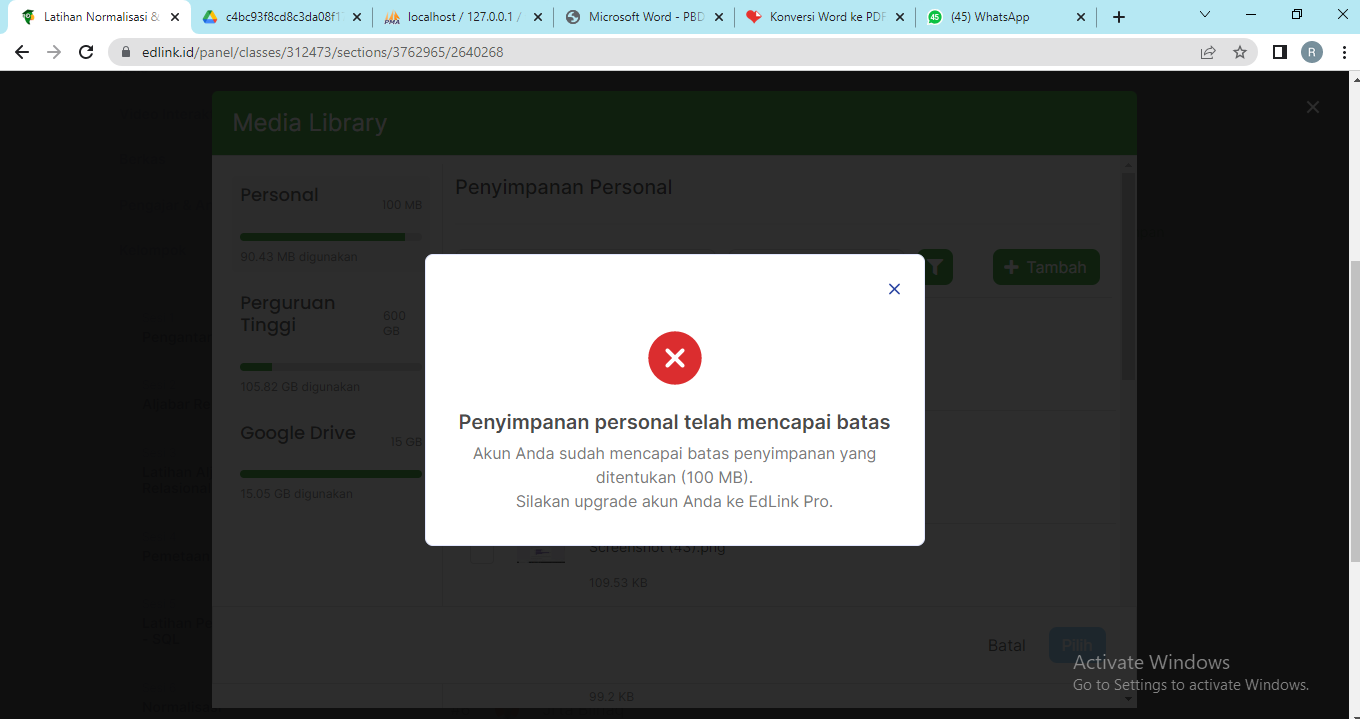 Latihan Normalisasi &
c4bc93f8cd8c3da08f1
localhost / 127.0.0.1 /
Microsoft Word - PBD
Konversi Word ke PDF
(45) WhatsApp
edlink.id/panel/classes/312473/sections/3762965/2640268
R
Media Library
Personal
100 MB
90.43 MB digunakan
Perguruan
Tinggi
600
GB
105.82 GB digunakan
Google Drive
15 GB
15.05 GB digunakan
Penyimpanan Personal
Tambah
Penyimpanan personal telah mencapai batas
Akun Anda sudah mencapai batas penyimpanan yang
ditentukan (100 MB).
Silakan upgrade akun Anda ke EdLink Pro.
Screenshot (43).png
109.53 KB
Batal
Pilih
99.2 KB
Activate Windows
Go to Settings to activate Windows.